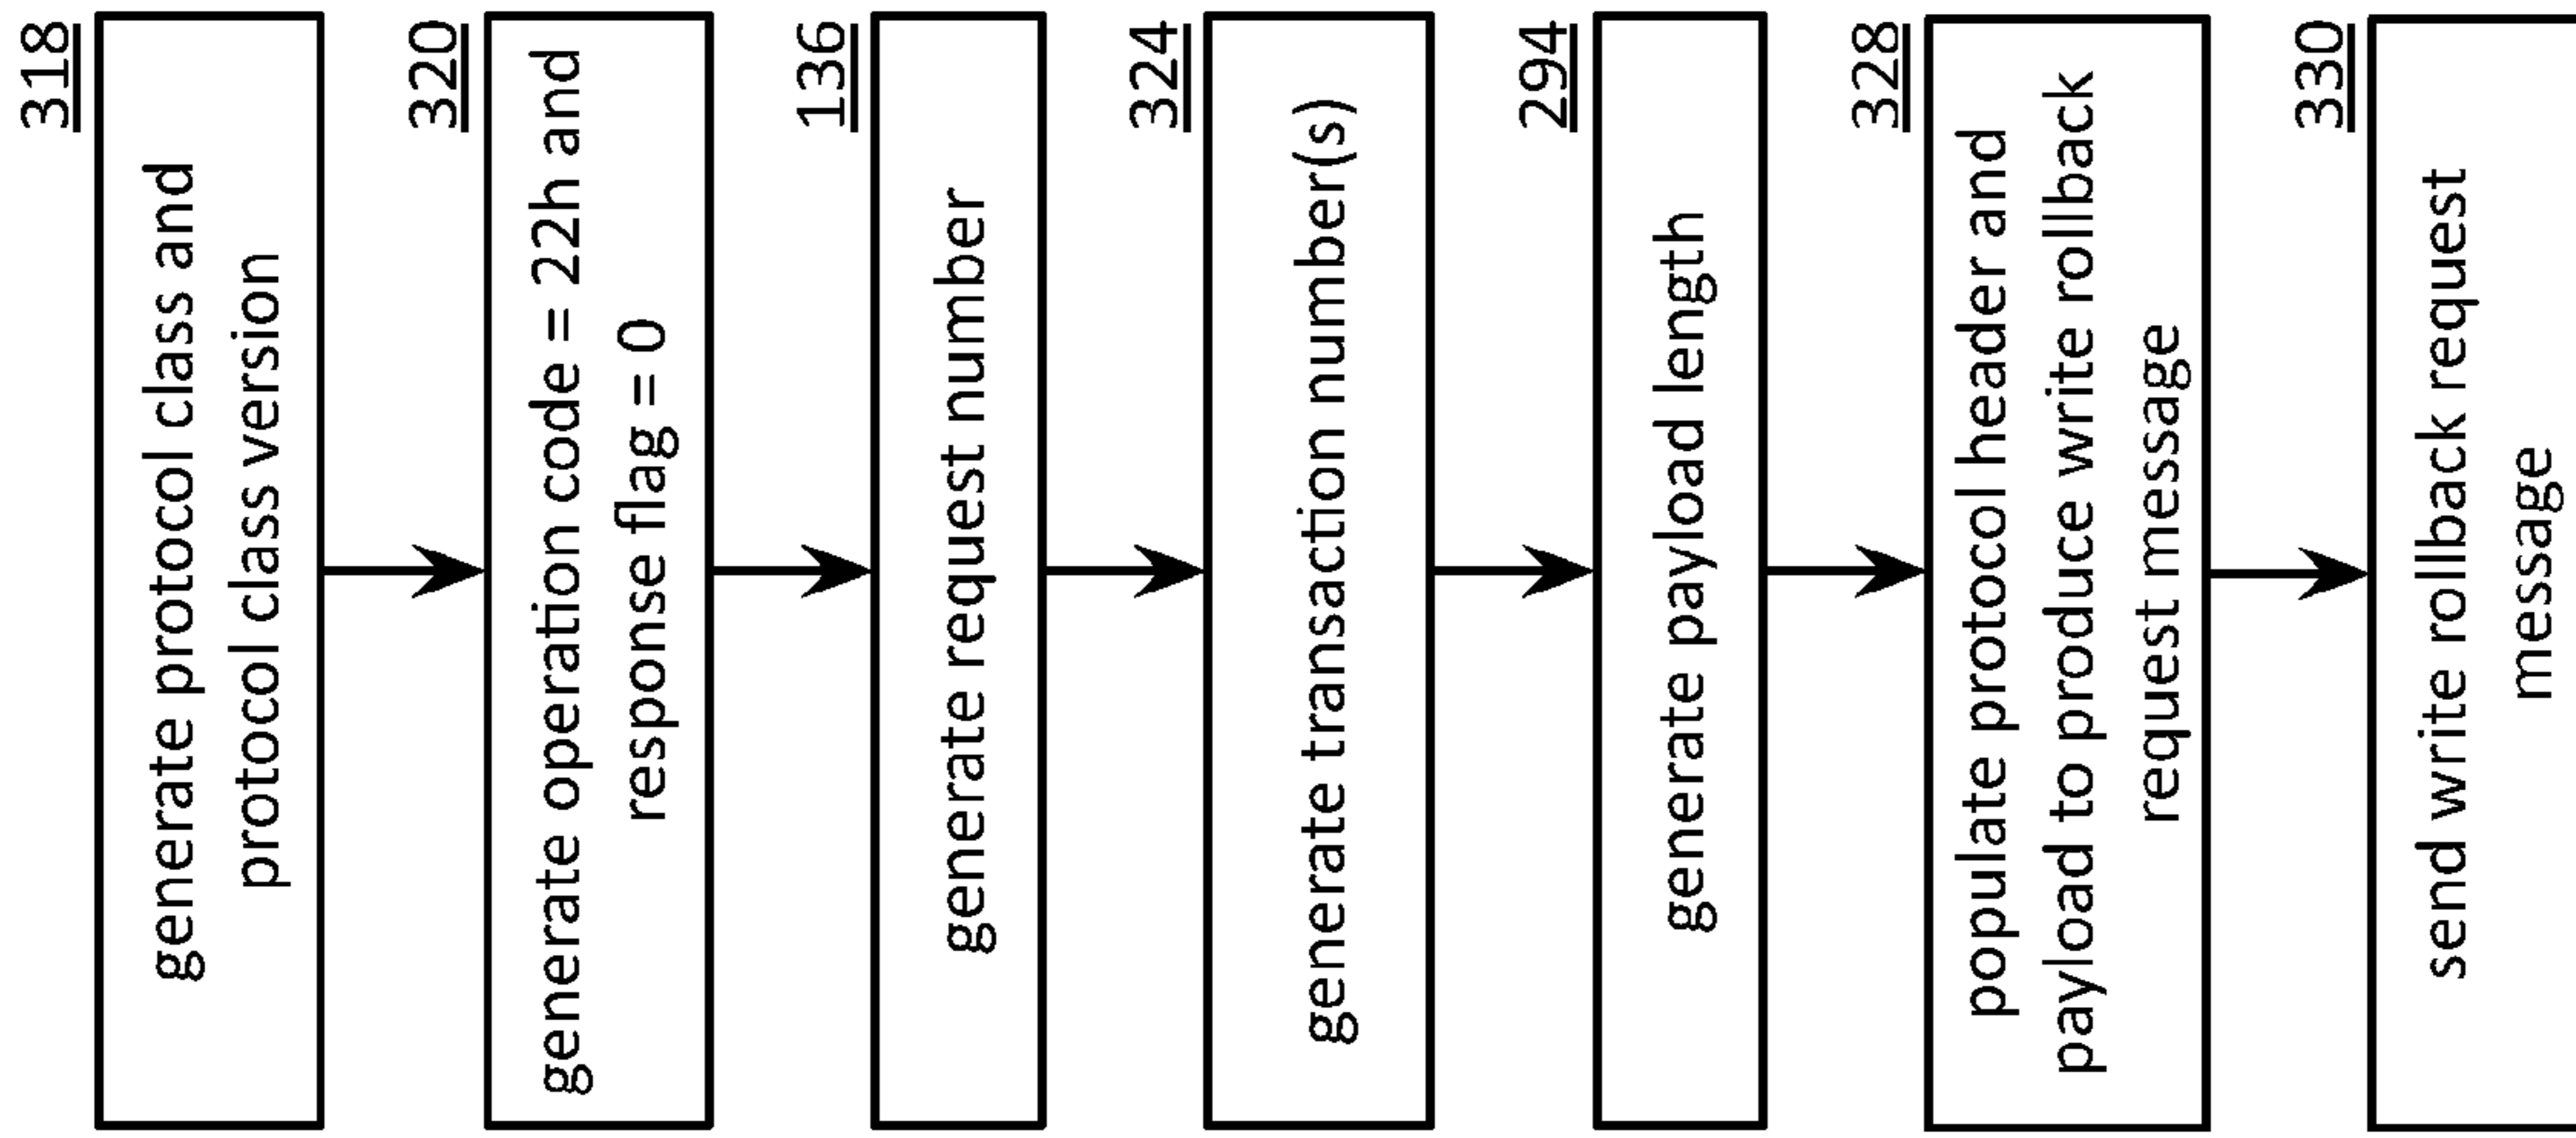 318
generate protocol class and
protocol class version
320
generate operation code = 22h and
response flag = 0
136
generate request number
324
generate transaction number(s)
294
generate payload length
328
populate protocol header and
payload to produce write rollback
request message
330
send write rollback request
message